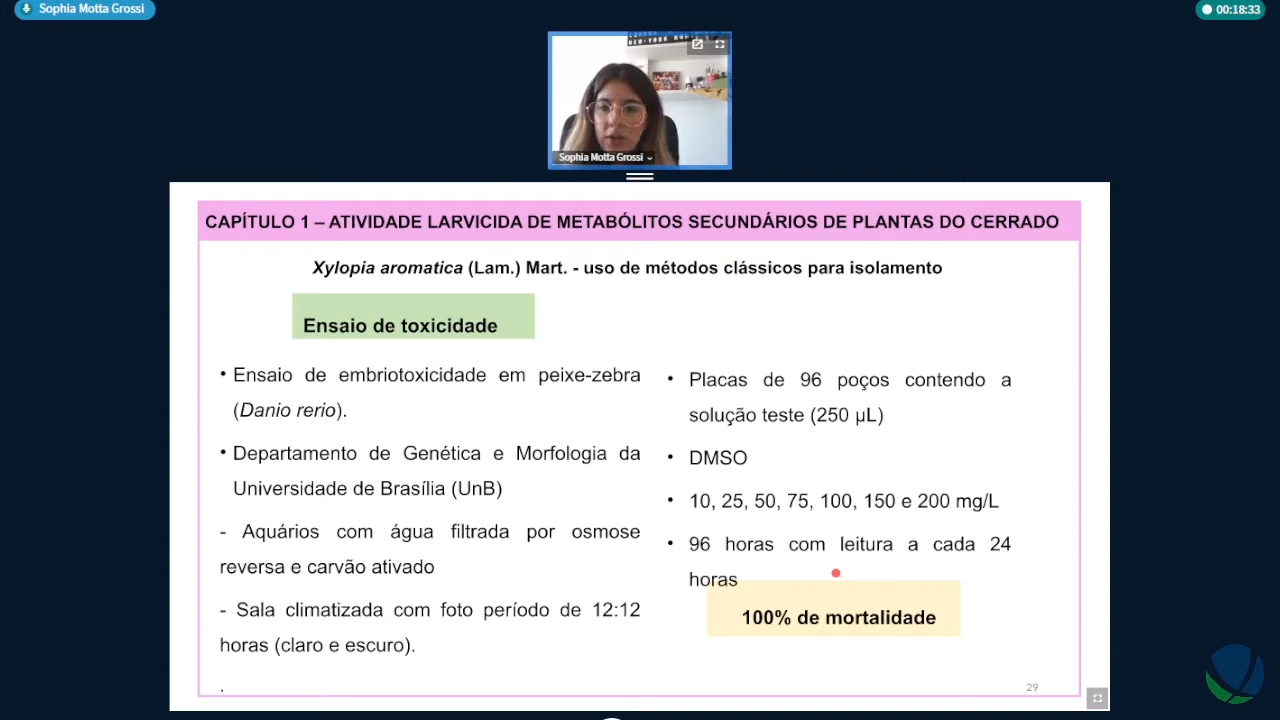 Sophia Motta Grossi
00:18:33
Sophia Motta Grossi
CAPÍTULO 1 – ATIVIDADE LARVICIDA DE METABÓLITOS SECUNDÁRIOS DE PLANTAS DO CERRADO
Xylopia aromatica (Lam.) Mart. - uso de métodos clássicos para isolamento
Ensaio de toxicidade
• Ensaio de embriotoxicidade em peixe-zebra
(Danio rerio).
• Departamento de Genética e Morfologia da
Universidade de Brasília (UnB)
- Aquários com água filtrada por osmose
reversa e carvão ativado
- Sala climatizada com foto período de 12:12
horas (claro e escuro).
.
• Placas de 96 poços contendo a
solução teste (250 µL)
• DMSO
• 10, 25, 50, 75, 100, 150 e 200 mg/L
• 96 horas com leitura a cada 24
horas
100% de mortalidade
29